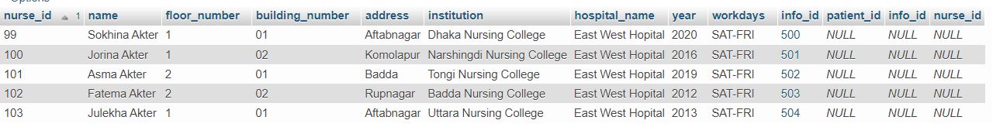 nurse_id 1 name floor_number building_number address institution hospital_name year workdays info_id patient_id info_id nurse_id
99 Sokhina Akter 1 01 Aftabnagar Dhaka Nursing College East West Hopital 2020 SAT-FRI 500 NULL NULL NULL
100 Jorina Akter 1 02 Komolapur Narshingdi Nursing College East West Hopital 2016 SAT-FRI 501 NULL NULL NULL
101 Asma Akter 2 01 Badda Tongi Nursing College East West Hopital 2019 SAT-FRI 502 NULL NULL NULL
102 Fatema Akter 2 02 Rupnagar Badda Nursing College East West Hopital 2012 SAT-FRI 503 NULL NULL NULL
103 Julekha Akter 1 01 Aftabnagar Uttara Nursing College East West Hopital 2013 SAT-FRI 504 NULL NULL NULL